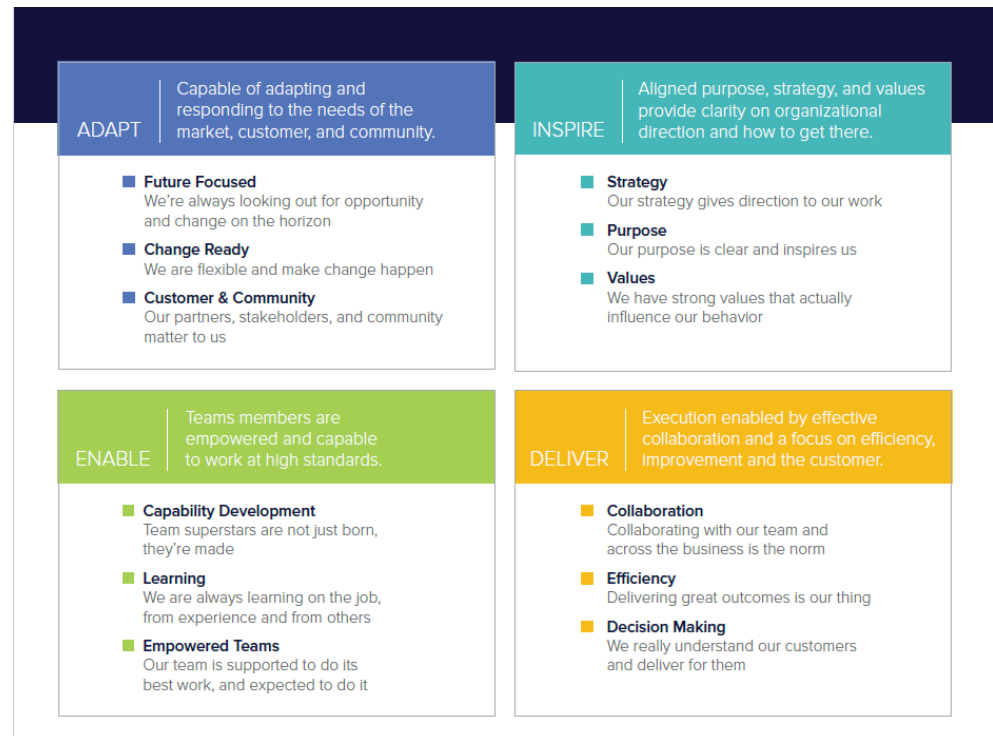 ADAPT
Capable of adapting and
responding to the needs of the
market, customer, and community.
Future Focused
We're always looking out for opportunity
and change on the horizon
Change Ready
We are flexible and make change happen
Customer & Community
Our partners, stakeholders, and community
matter to us
INSPIRE
Aligned purpose, strategy, and values
provide clarity on organizational
direction and how to get there.
Strategy
Our strategy gives direction to our work
Purpose
Our purpose is clear and inspires us
Values
We have strong values that actually
influence our behavior
ENABLE
Teams members are
empowered and capable
to work at high standards.
Capability Development
Team superstars are not just born,
they're made
Learning
We are always learning on the job,
from experience and from others
Empowered Teams
Our team is supported to do its
best work, and expected to do it
DELIVER
Execution enabled by effective
collaboration and a focus on efficiency,
improvement and the customer.
Collaboration
Collaborating with our team and
across the business is the norm
Efficiency
Delivering great outcomes is our thing
Decision Making
We really understand our customers
and deliver for them